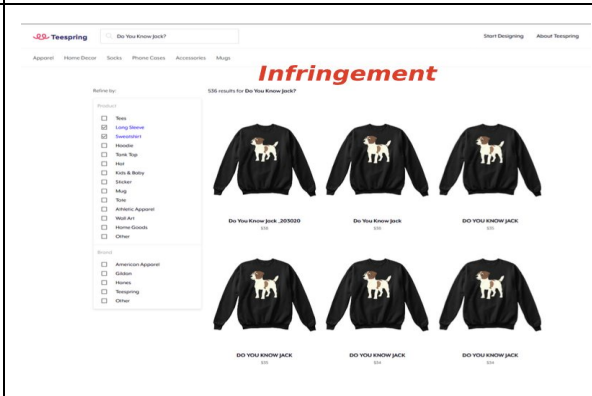 Teespring
Do You Know Jack?
Start Designing
About Teespring
Apparel
Home Decor
Socks
Phone Cases
Accessories
Mugs
Infringement
Refine by:
536 results for Do You Know Jack?
Product
Tees
Long Sleeve
Sweatshirt
Hoodie
Tank Top
Hat
Kids & Baby
Sticker
Mug
Tote
Athletic Apparel
Wall Art
Home Goods
Other
Brand
American Apparel
Gildan
Hanes
Teespring
Other
Do You Know Jack _203020
Do You Know Jack
DO YOU KNOW JACK
DO YOU KNOW JACK
DO YOU KNOW JACK
DO YOU KNOW JACK